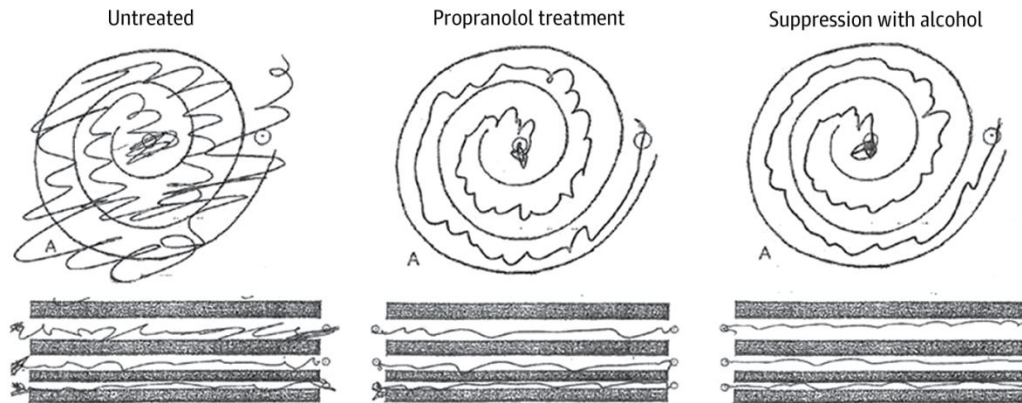 Untreated
Propranolol treatment
Suppression with alcohol
A
A
A